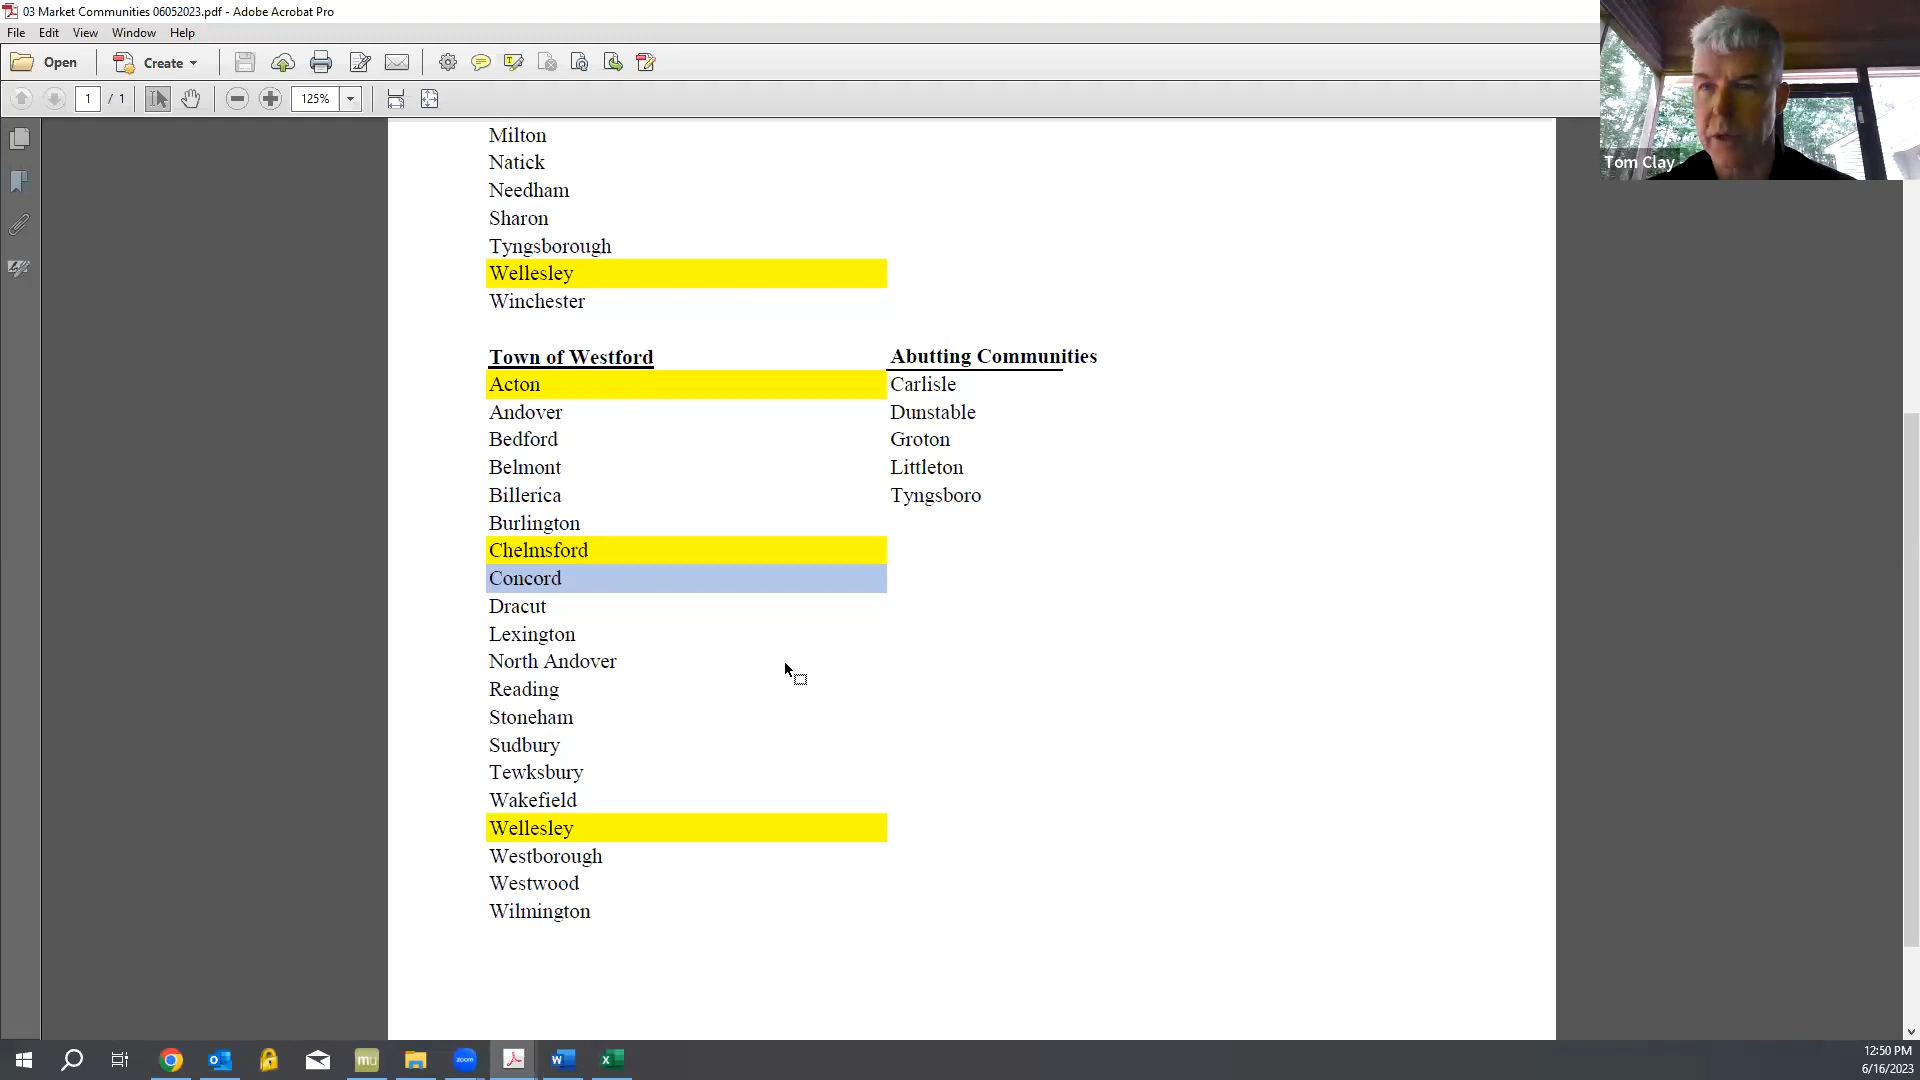 03 Market Communities 06052023.pdf - Adobe Acrobat Pro
File Edit View Window Help
Open Create
1 / 1 125%
Tom Clay
Milton
Natick
Needham
Sharon
Tyngsborough
Wellesley
Winchester
Town of Westford Abutting Communities
Acton Carlisle
Andover Dunstable
Bedford Groton
Belmont Littleton
Billerica Tyngsboro
Burlington
Chelmsford
Concord
Dracut
Lexington
North Andover
Reading
Stoneham
Sudbury
Tewksbury
Wakefield
Wellesley
Westborough
Westwood
Wilmington
mu zoom
12:50 PM
6/16/2023